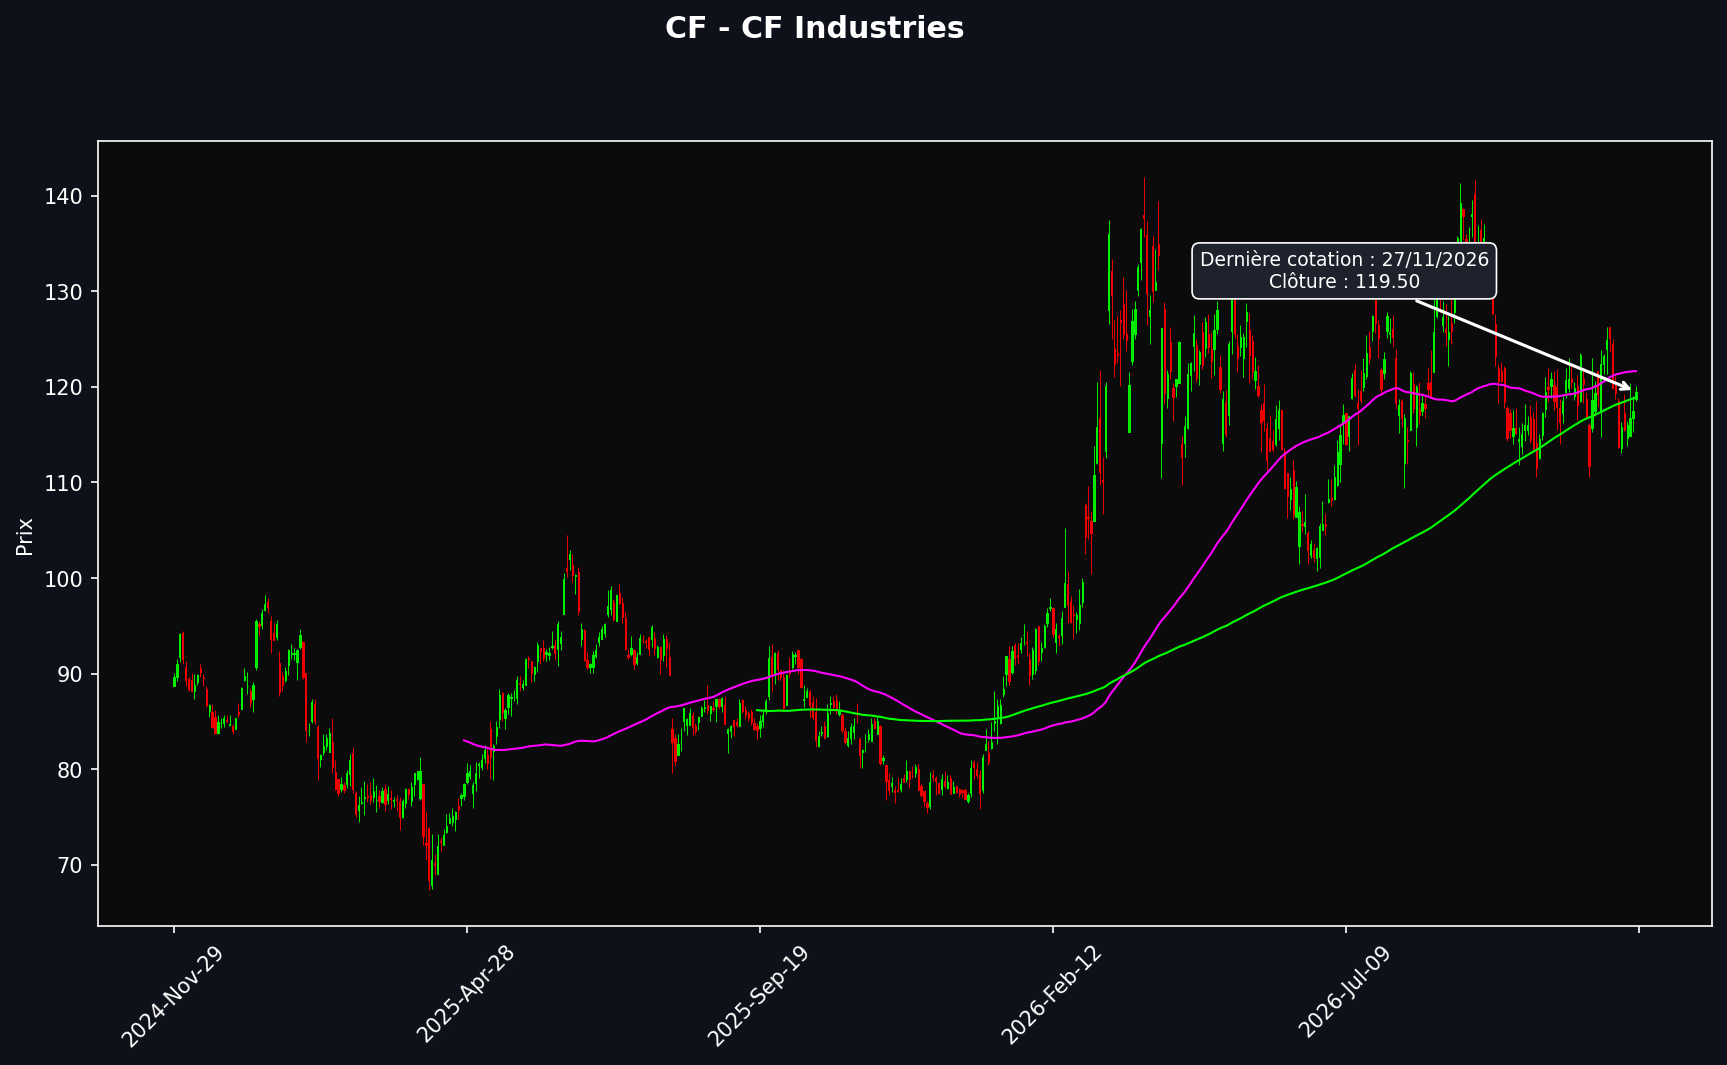 CF - CF Industries
Prix
140
130
120
110
100
90
80
70
Dernière cotation : 27/11/2026
Clôture : 119.50
2024-Nov-29
2025-Apr-28
2025-Sep-19
2026-Feb-12
2026-Jul-09